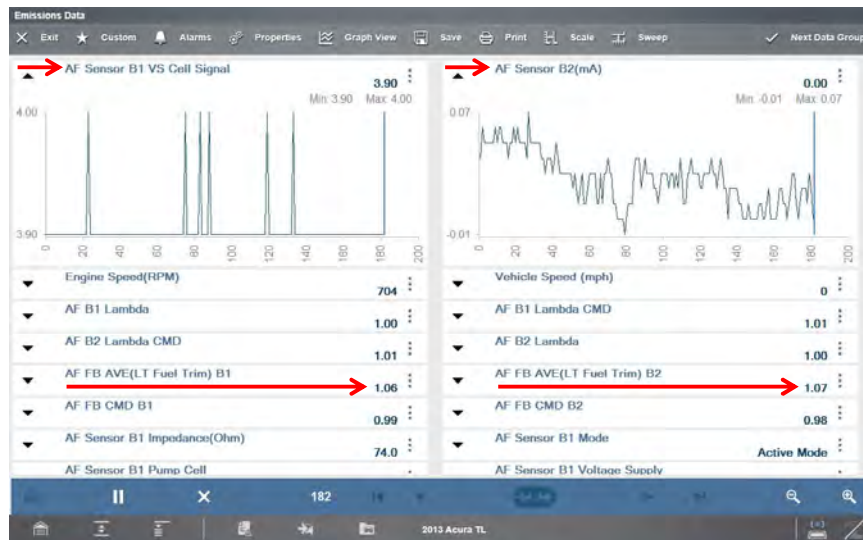 Emissions Data
Exit Custom Alarms Properties Graph View Save Print Scale Sweep Next Data Group
AF Sensor B1 VS Cell Signal
3.90
Min: 3.90 Max: 4.00
4.00
3.90
0 20 40 60 80 100 120 140 160 180 200
AF Sensor B2(mA)
0.00
Min: -0.01 Max: 0.07
0.07
-0.01
0 20 40 60 80 100 120 140 160 180 200
Engine Speed(RPM) 704
Vehicle Speed (mph) 0
AF B1 Lambda 1.00
AF B1 Lambda CMD 1.01
AF B2 Lambda CMD 1.01
AF B2 Lambda 1.00
AF FB AVE(LT Fuel Trim) B1 1.06
AF FB AVE(LT Fuel Trim) B2 1.07
AF FB CMD B1 0.99
AF FB CMD B2 0.98
AF Sensor B1 Impedance(Ohm) 74.0
AF Sensor B1 Mode Active Mode
AF Sensor B1 Pump Cell
AF Sensor B1 Voltage Supply
182
2013 Acura TL